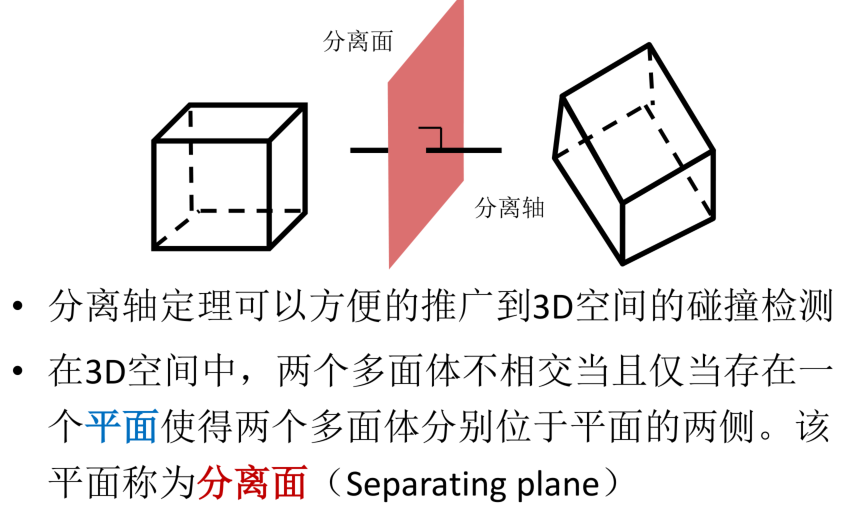 分离面
分离轴
• 分离轴定理可以方便的推广到3D空间的碰撞检测
• 在3D空间中，两个多面体不相交当且仅当存在一
个平面使得两个多面体分别位于平面的两侧。该
平面称为分离面（Separating plane）